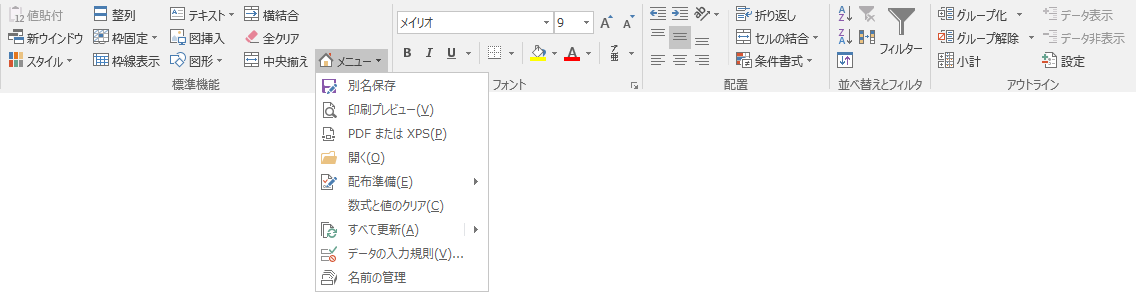 値貼付 整列 テキスト 横結合 メイリオ 9 折り返し グループ化 データ表示
新ウインドウ 枠固定 図挿入 全クリア B I U A ア亜 セルの結合 フィルター グループ解除 データ非表示
スタイル 枠線表示 図形 中央揃え メニュー 条件書式 小計 設定
標準機能 フォント 配置 並べ替えとフィルタ アウトライン
別名保存
印刷プレビュー(V)
PDF または XPS(P)
開く(O)
配布準備(E)
数式と値のクリア(C)
すべて更新(A)
データの入力規則(V)...
名前の管理